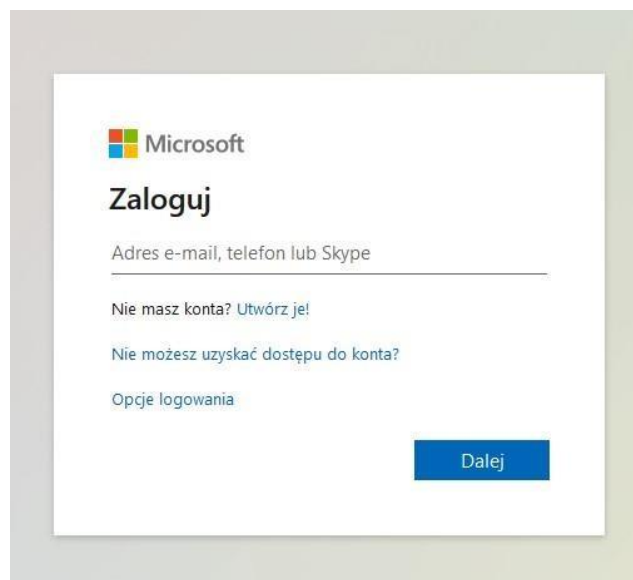 Microsoft
Zaloguj
Adres e-mail, telefon lub Skype
Nie masz konta? Utwórz je!
Nie możesz uzyskać dostępu do konta?
Opcje logowania
Dalej